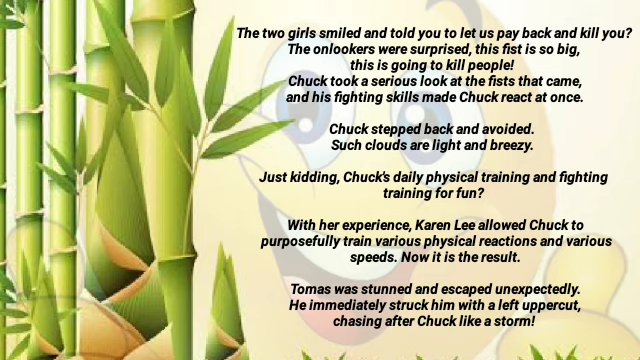 The two girls smiled and told you to let us pay back and kill you?
The onlookers were surprised, this fist is so big,
this is going to kill people!
Chuck took a serious look at the fists that came,
and his fighting skills made Chuck react at once.
Chuck stepped back and avoided.
Such clouds are light and breezy.
Just kidding, Chuck's daily physical training and fighting
training for fun?
With her experience, Karen Lee allowed Chuck to
purposefully train various physical reactions and various
speeds. Now it is the result.
Tomas was stunned and escaped unexpectedly.
He immediately struck him with a left uppercut,
chasing after Chuck like a storm!